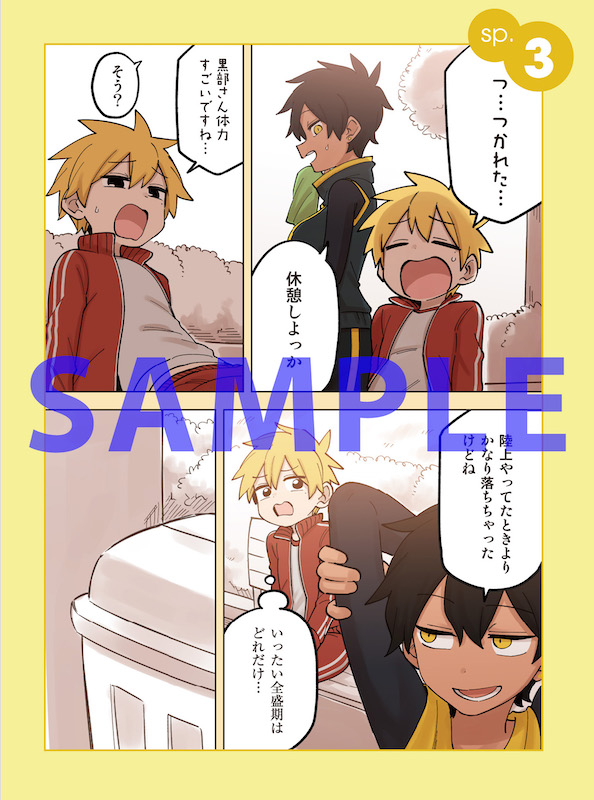 sp.
3
つ…つかれた…
休憩しよっか
黒部さん体力
すごいですね…
そう？
SAMPLE
陸上やってたときより
かなり落ちちゃった
けどね
いったい全盛期は
どれだけ…